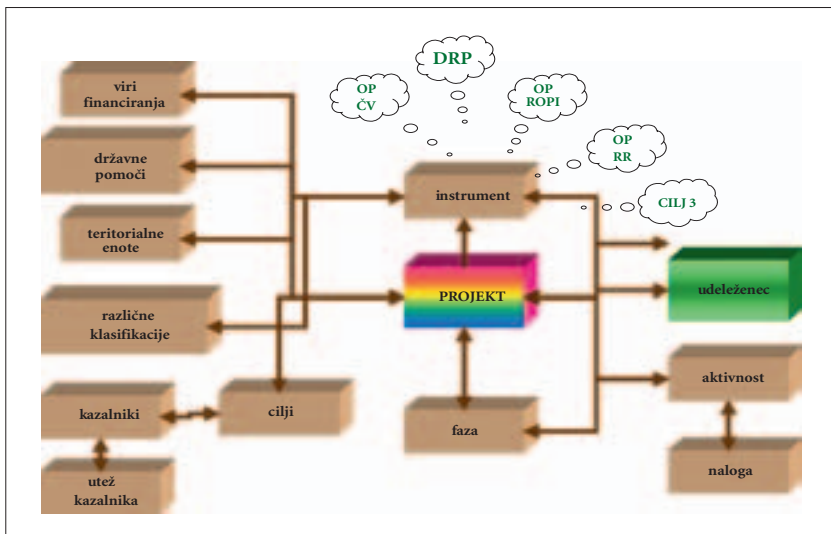 DRP
OP
ČV
OP
ROPI
OP
RR
CILJ 3
viri
financiranja
državne
pomoči
teritorialne
enote
različne
klasifikacije
kazalniki
utež
kazalnika
cilji
instrument
PROJEKT
faza
udeleženec
aktivnost
naloga